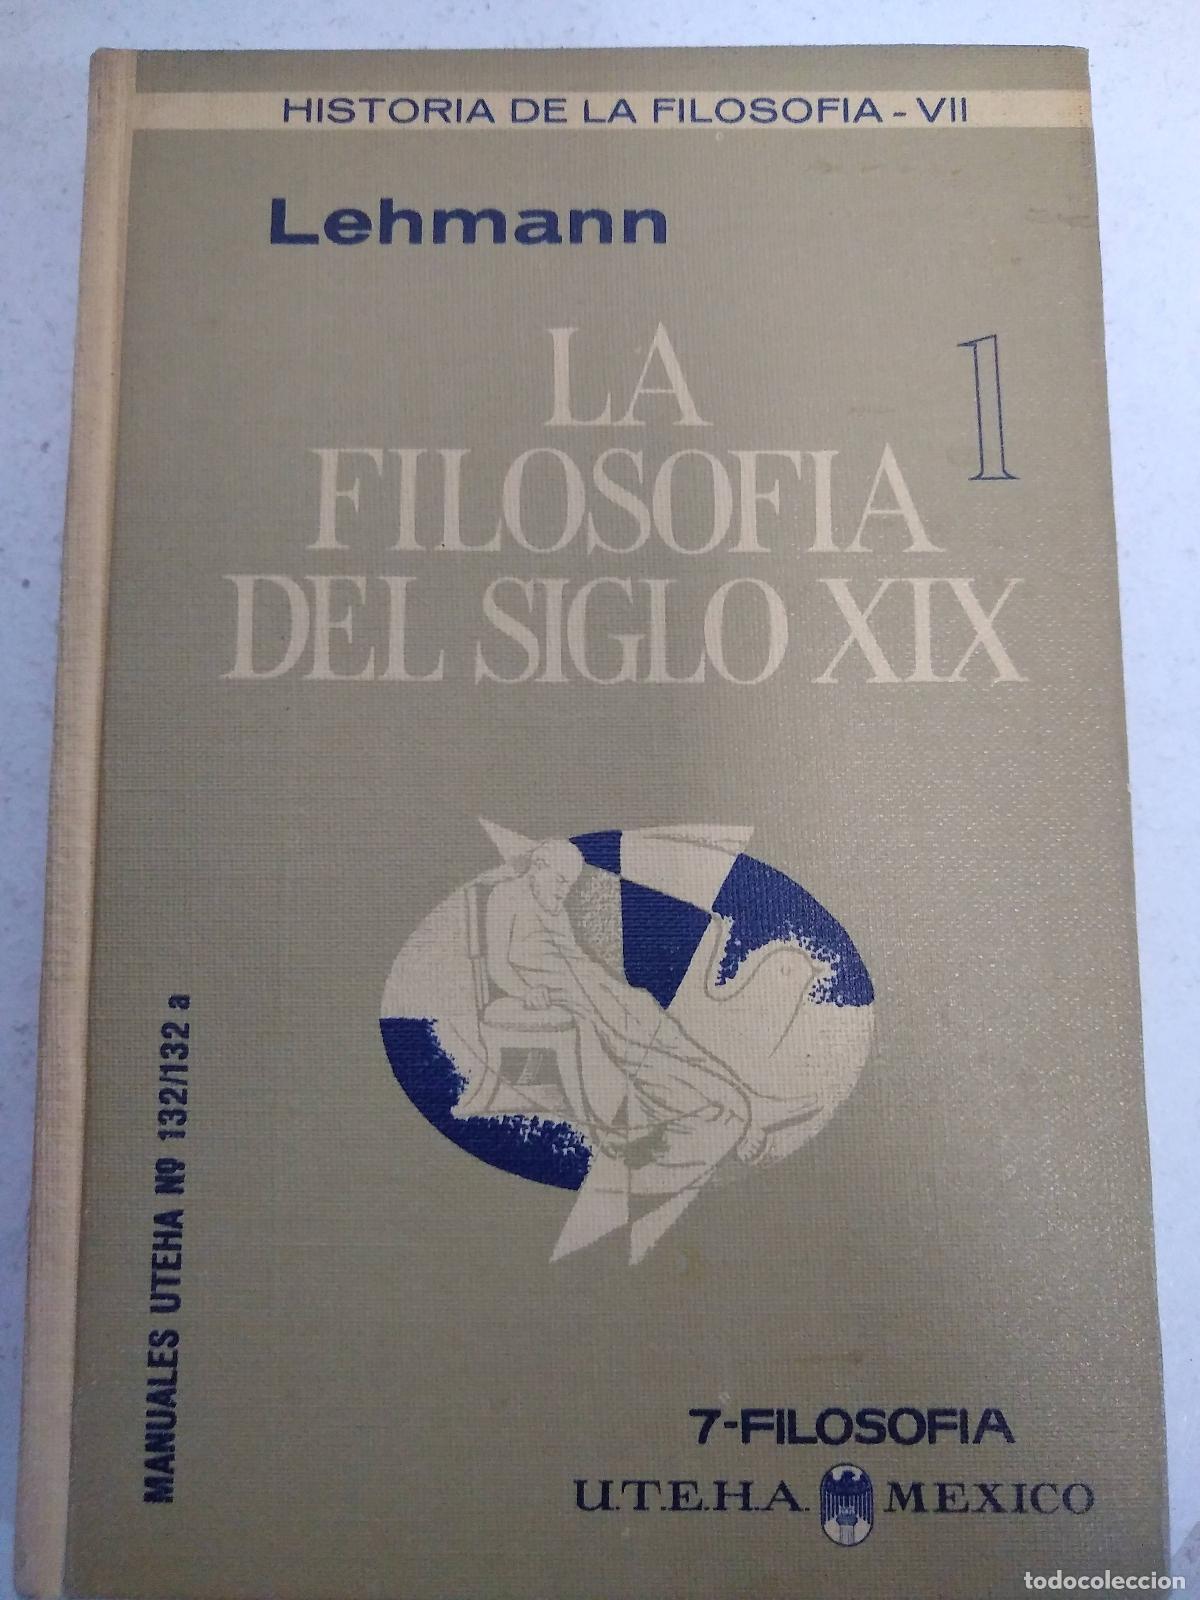 HISTORIA DE LA FILOSOFIA - VII
Lehmann
LA
FILOSOFIA
DEL SIGLO XIX
1
MANUALES UTEHA Nº 132/132 a
7-FILOSOFIA
U.T.E.H.A. MEXICO
todocoleccion